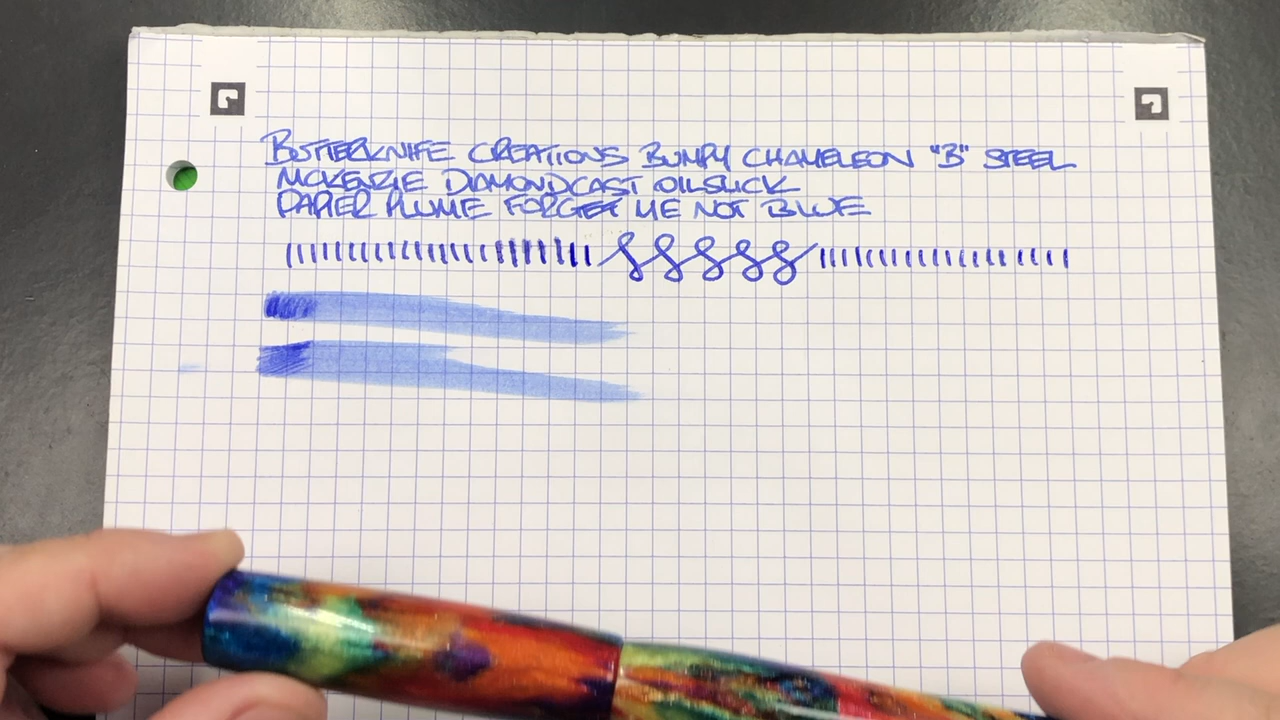 BUTTERKNIFE CREATIONS BUMPY CHAMELEON "B" STEEL
MCKENZIE DIAMONDCAST OILSLICK
PAPIER PLUME FORGET ME NOT BLUE